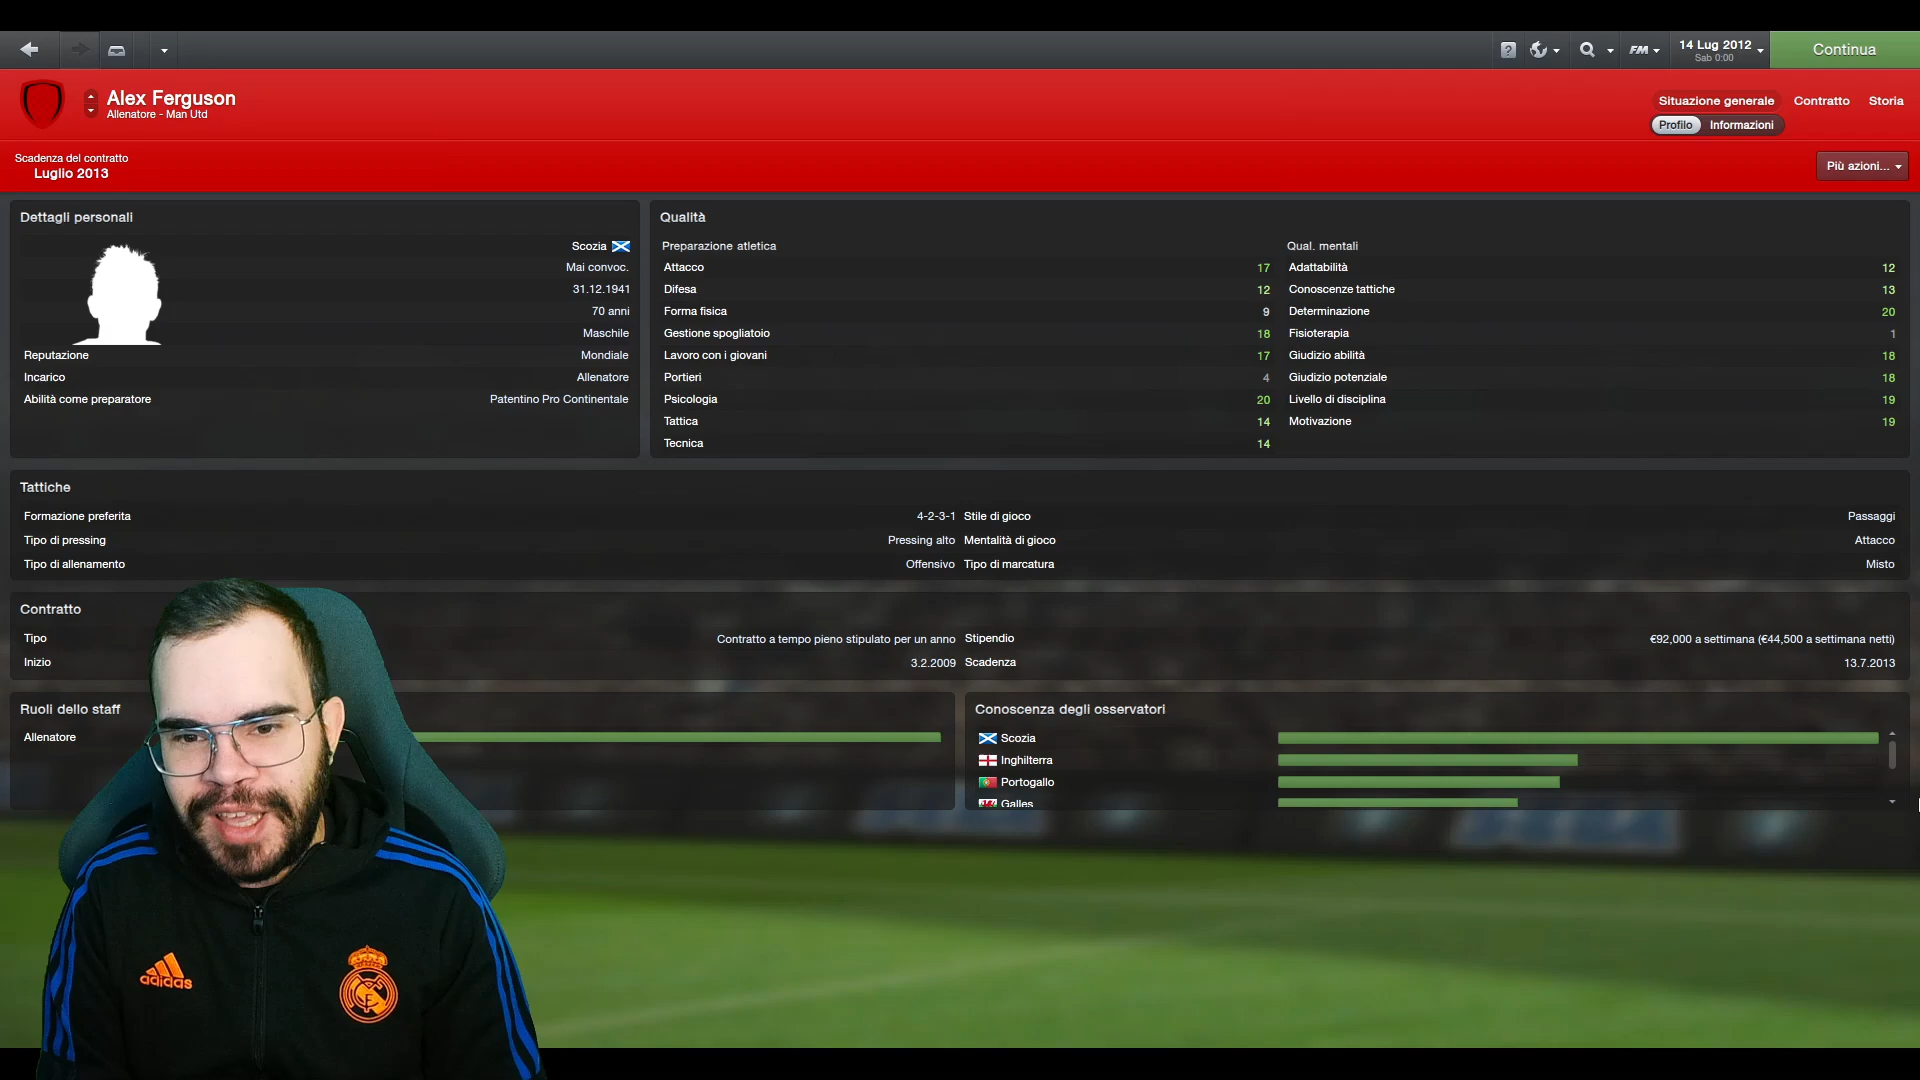 14 Lug 2012
Sab 0:00
Continua
FM
?
Alex Ferguson
Allenatore - Man Utd
Situazione generale
Contratto
Storia
Profilo
Informazioni
Scadenza del contratto
Luglio 2013
Più azioni...
Dettagli personali
Scozia
Mai convoc.
31.12.1941
70 anni
Maschile
Reputazione Mondiale
Incarico Allenatore
Abilità come preparatore Patentino Pro Continentale
Qualità
Preparazione atletica
Attacco 17
Difesa 12
Forma fisica 9
Gestione spogliatoio 18
Lavoro con i giovani 17
Portieri 4
Psicologia 20
Tattica 14
Tecnica 14
Qual. mentali
Adattabilità 12
Conoscenze tattiche 13
Determinazione 20
Fisioterapia 1
Giudizio abilità 18
Giudizio potenziale 18
Livello di disciplina 19
Motivazione 19
Tattiche
Formazione preferita 4-2-3-1 Stile di gioco Passaggi
Tipo di pressing Pressing alto Mentalità di gioco Attacco
Tipo di allenamento Offensivo Tipo di marcatura Misto
Contratto
Tipo Contratto a tempo pieno stipulato per un anno Stipendio €92,000 a settimana (€44,500 a settimana netti)
Inizio 3.2.2009 Scadenza 13.7.2013
Ruoli dello staff
Allenatore
Conoscenza degli osservatori
Scozia
Inghilterra
Portogallo
Galles
adidas